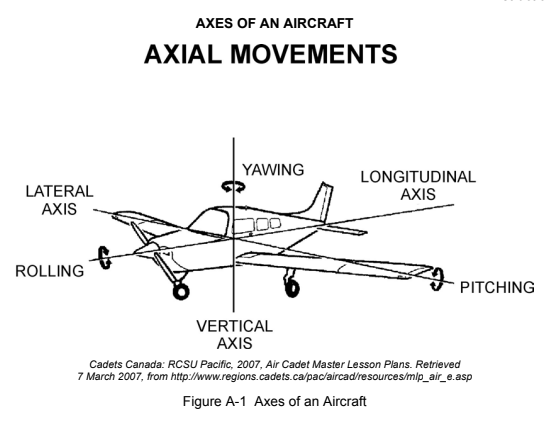 AXES OF AN AIRCRAFT
AXIAL MOVEMENTS
YAWING
LATERAL
AXIS
LONGITUDINAL
AXIS
ROLLING
PITCHING
VERTICAL
AXIS
Cadets Canada: RCSU Pacific, 2007, Air Cadet Master Lesson Plans. Retrieved
7 March 2007, from http://www.regions.cadets.ca/pac/aircad/resources/mlp_air_e.asp
Figure A-1 Axes of an Aircraft